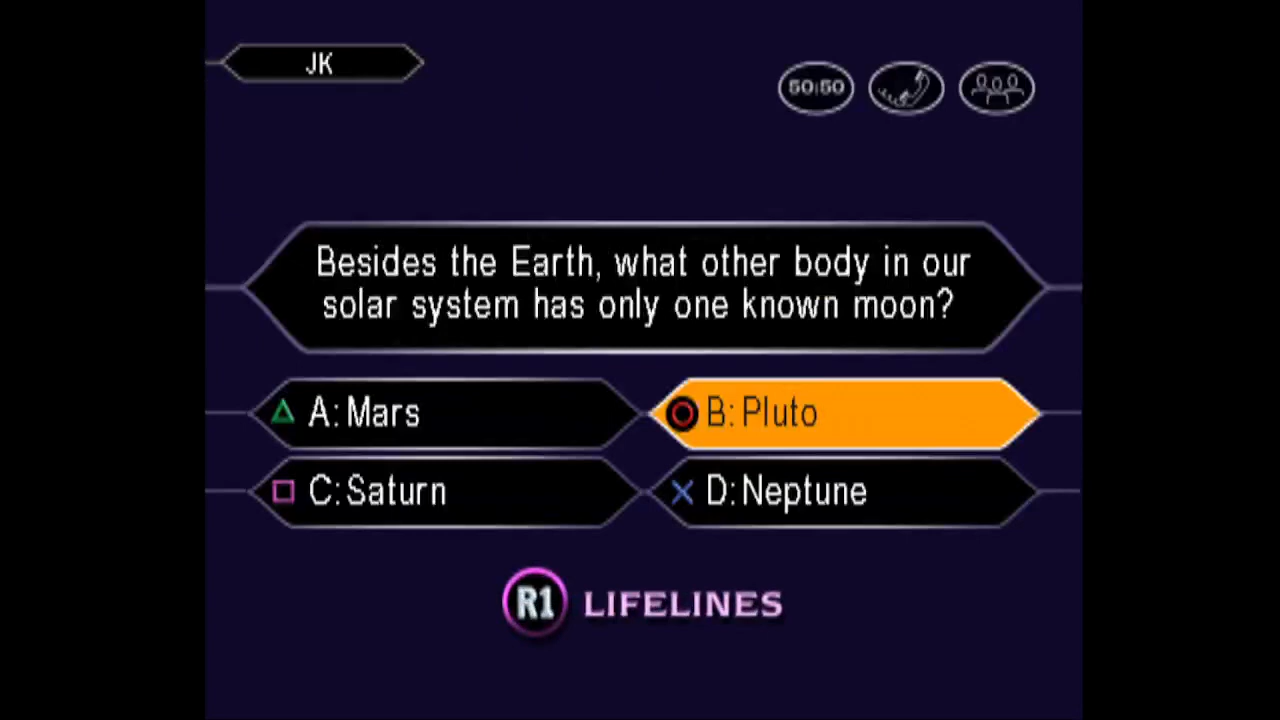 JK
50:50
Besides the Earth, what other body in our
solar system has only one known moon?
A: Mars
B: Pluto
C: Saturn
D: Neptune
R1 LIFELINES